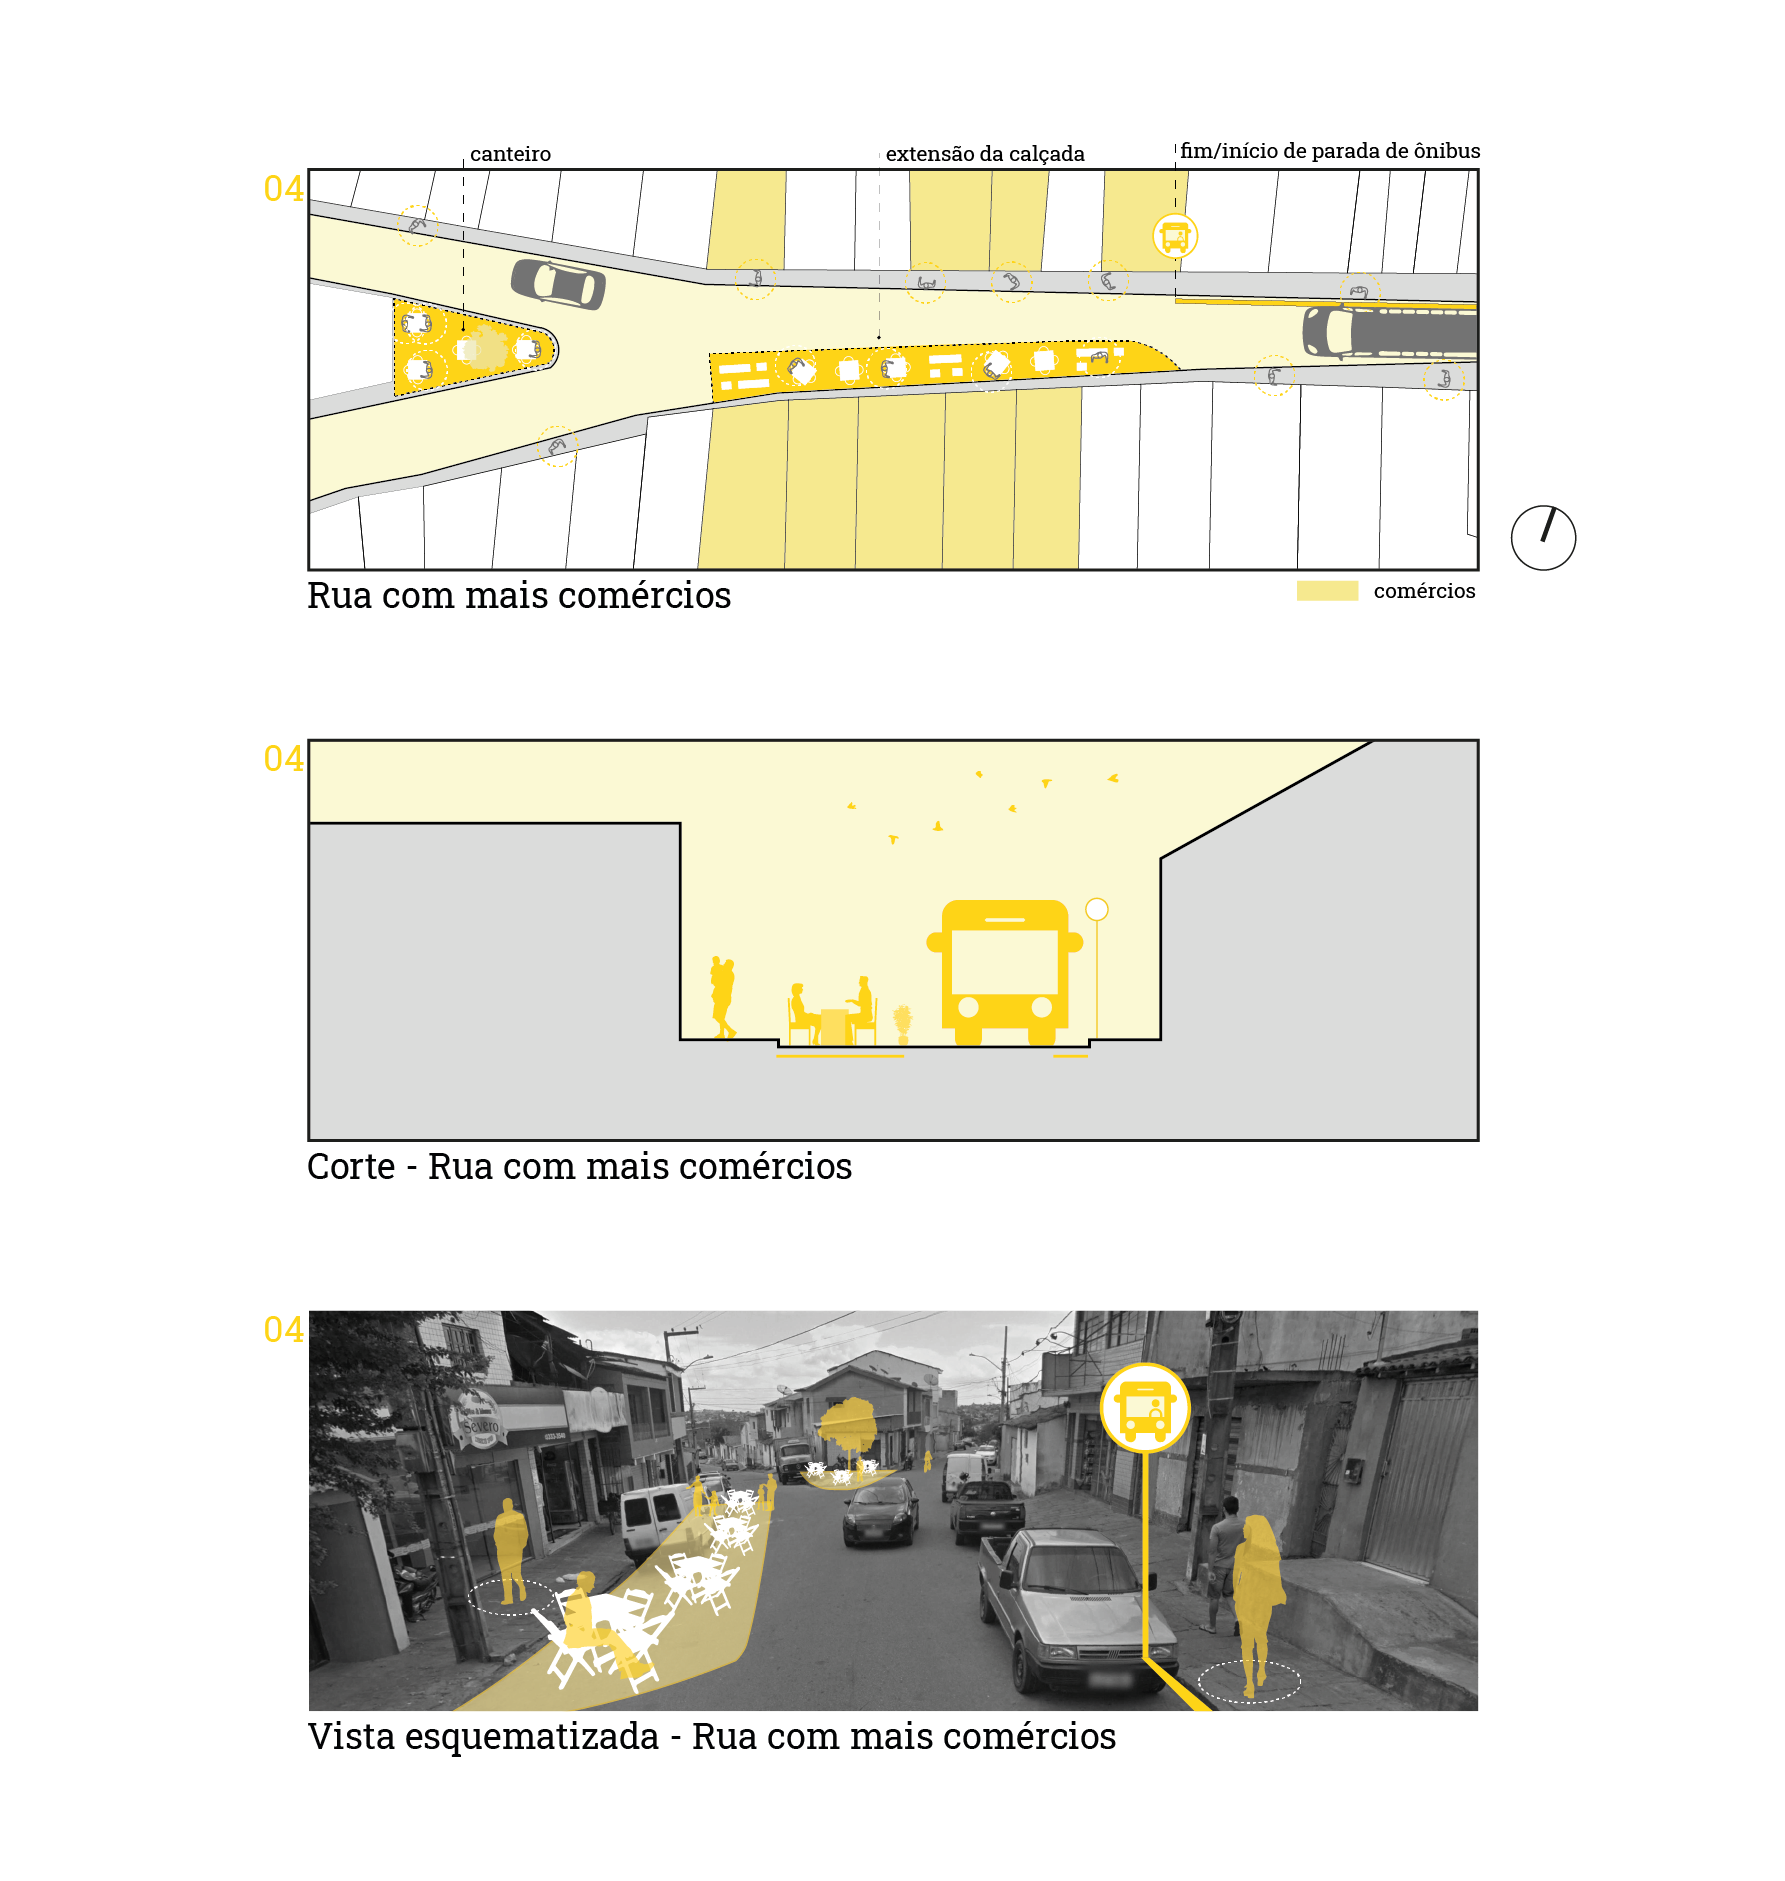 canteiro
extensão da calçada
fim/início de parada de ônibus
04
Rua com mais comércios
comércios
04
Corte - Rua com mais comércios
04
Severo
Vista esquematizada - Rua com mais comércios